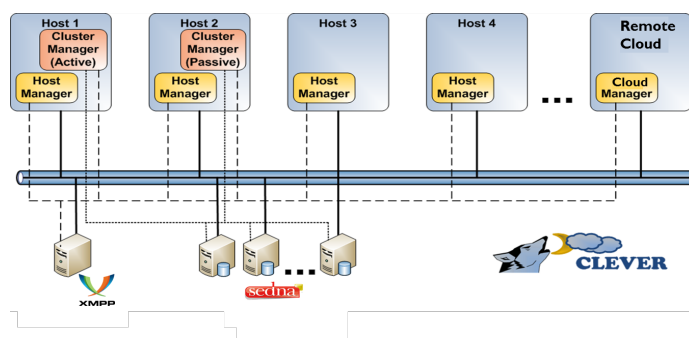 Host 1
Host 2
Host 3
Host 4
Remote
Cloud
Cluster
Manager
(Active)
Cluster
Manager
(Passive)
Host
Manager
Host
Manager
Host
Manager
Host
Manager
Cloud
Manager
...
...
XMPP
sedna
CLEVER